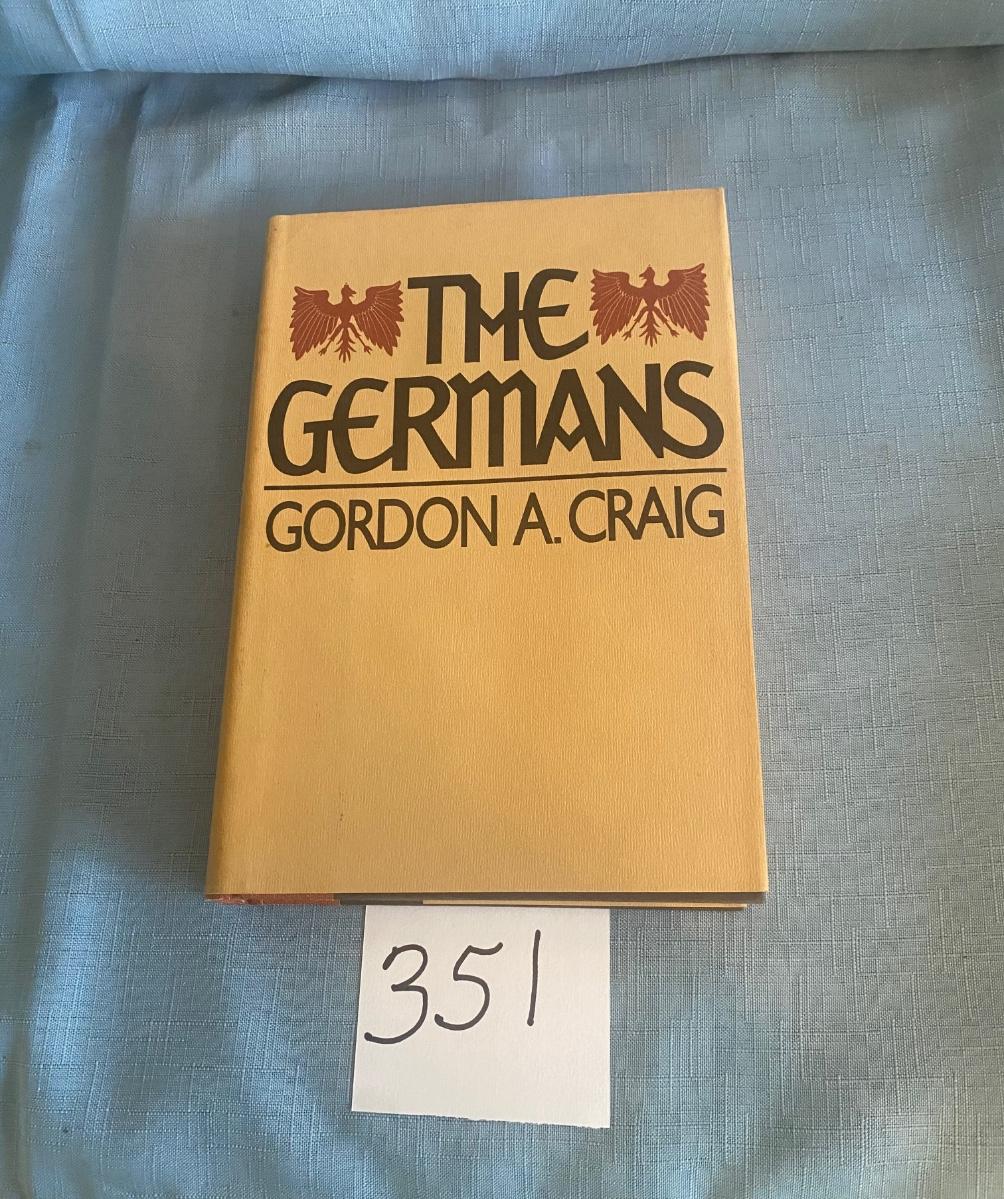 THE
GERMANS
GORDON A. CRAIG
351